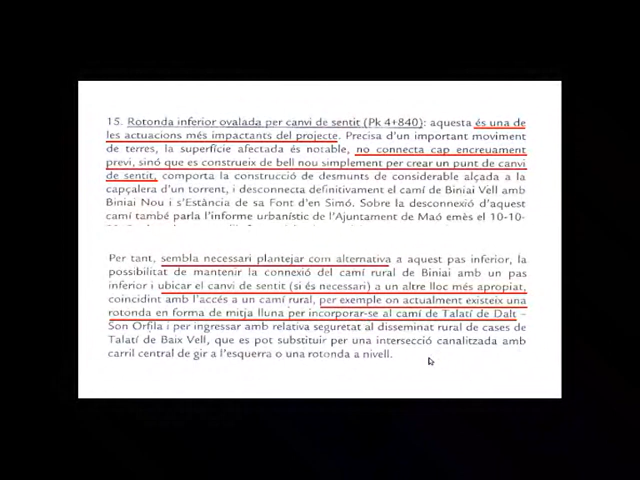 15. Rotonda inferior ovalada per canvi de sentit (Pk 4+840): aquesta és una de
les actuacions més impactants del projecte. Precisa d'un important moviment
de terres, la superfície afectada és notable, no connecta cap encreuament
previ, sinó que es construeix de bell nou simplement per crear un punt de canvi
de sentit, comporta la construcció de desmunts de considerable alçada a la
capçalera d'un torrent, i desconnecta definitivament el camí de Biniai Vell amb
Biniai Nou i s'Estància de sa Font d'en Simó. Sobre la desconnexió d'aquest
camí també parla l'informe urbanístic de l'Ajuntament de Maó emès el 10-10-
Per tant, sembla necessari plantejar com alternativa a aquest pas inferior, la
possibilitat de mantenir la connexió del camí rural de Biniai amb un pas
inferior i ubicar el canvi de sentit (si és necessari) a un altre lloc més apropiat,
coincidint amb l'accés a un camí rural, per exemple on actualment existeix una
rotonda en forma de mitja lluna per incorporar-se al camí de Talatí de Dalt –
Son Orfila i per ingressar amb relativa seguretat al disseminat rural de cases de
Talatí de Baix Vell, que es pot substituir per una intersecció canalitzada amb
carril central de gir a l'esquerra o una rotonda a nivell.